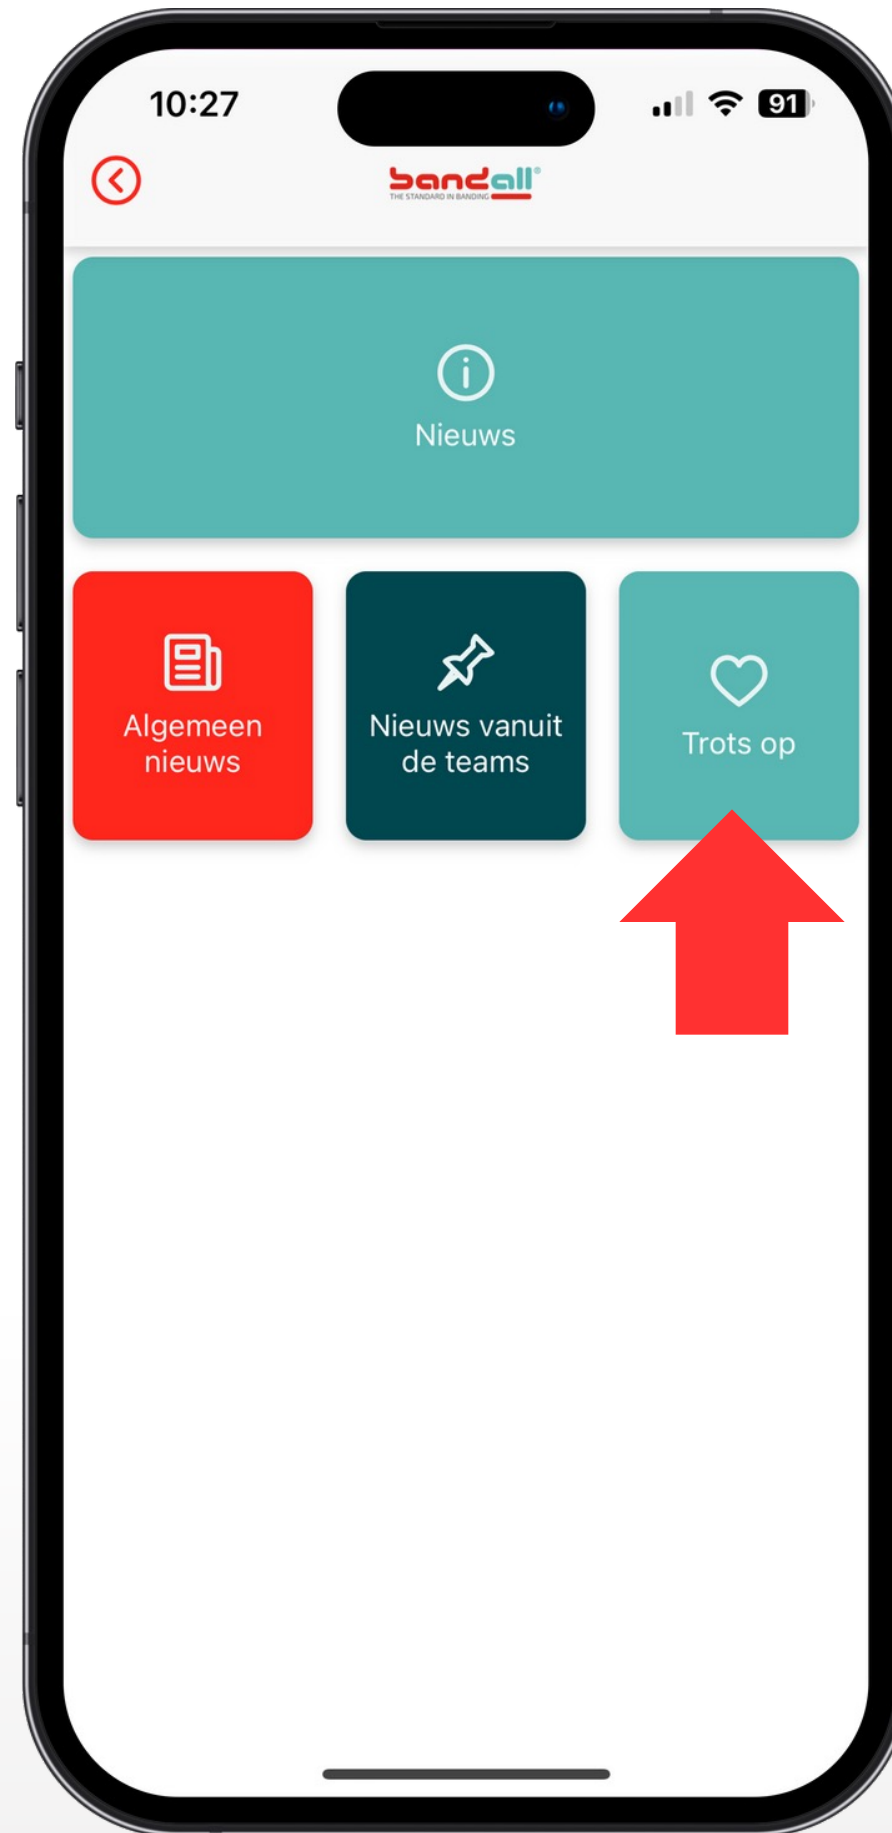 10:27
91
bandall®
THE STANDARD IN BANDING
Nieuws
Algemeen
nieuws
Nieuws vanuit
de teams
Trots op